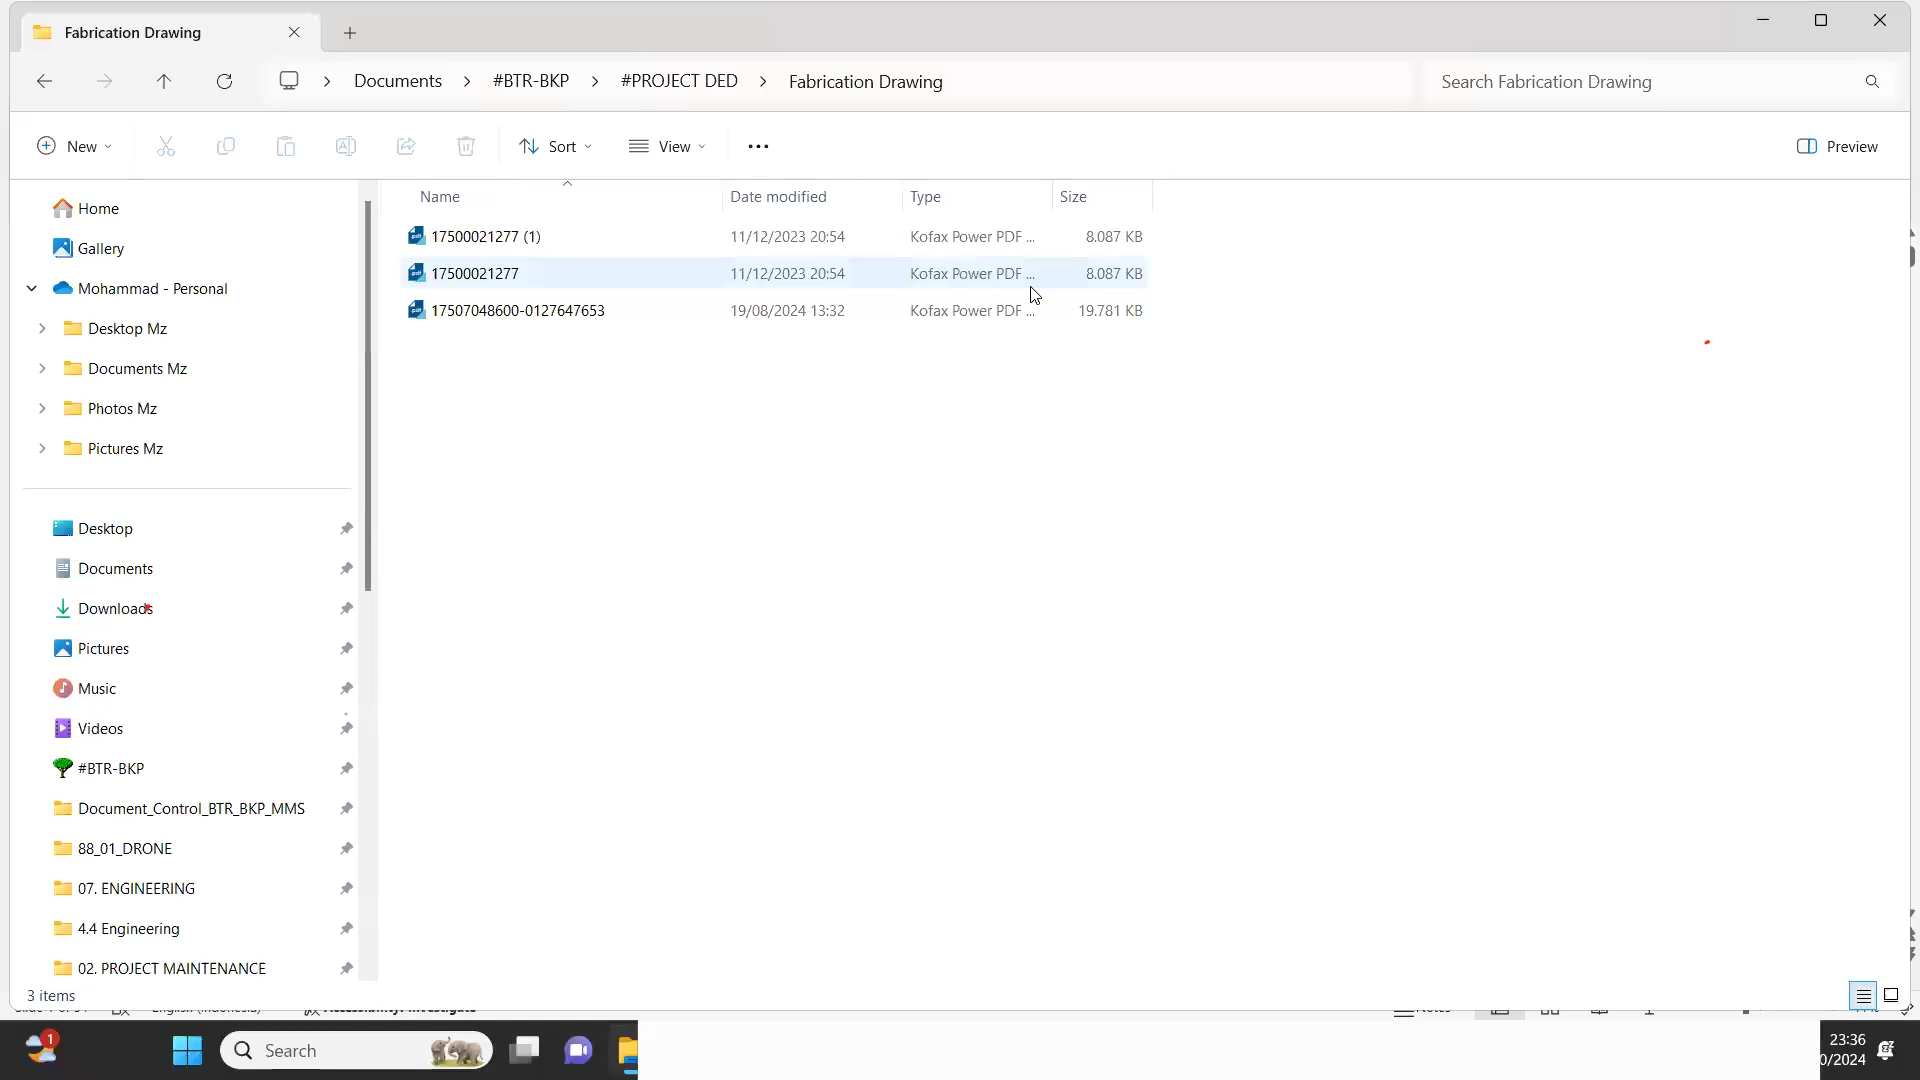 Fabrication Drawing
Documents
#BTR-BKP
#PROJECT DED
Fabrication Drawing
Search Fabrication Drawing
New
Sort
View
Preview
Name
Date modified
Type
Size
17500021277 (1)
11/12/2023 20:54
Kofax Power PDF ...
8.087 KB
17500021277
11/12/2023 20:54
Kofax Power PDF ...
8.087 KB
17507048600-0127647653
19/08/2024 13:32
Kofax Power PDF ...
19.781 KB
Home
Gallery
Mohammad - Personal
Desktop Mz
Documents Mz
Photos Mz
Pictures Mz
Desktop
Documents
Downloads
Pictures
Music
Videos
#BTR-BKP
Document_Control_BTR_BKP_MMS
88_01_DRONE
07. ENGINEERING
4.4 Engineering
02. PROJECT MAINTENANCE
3 items
1
Search
23:36
0/2024